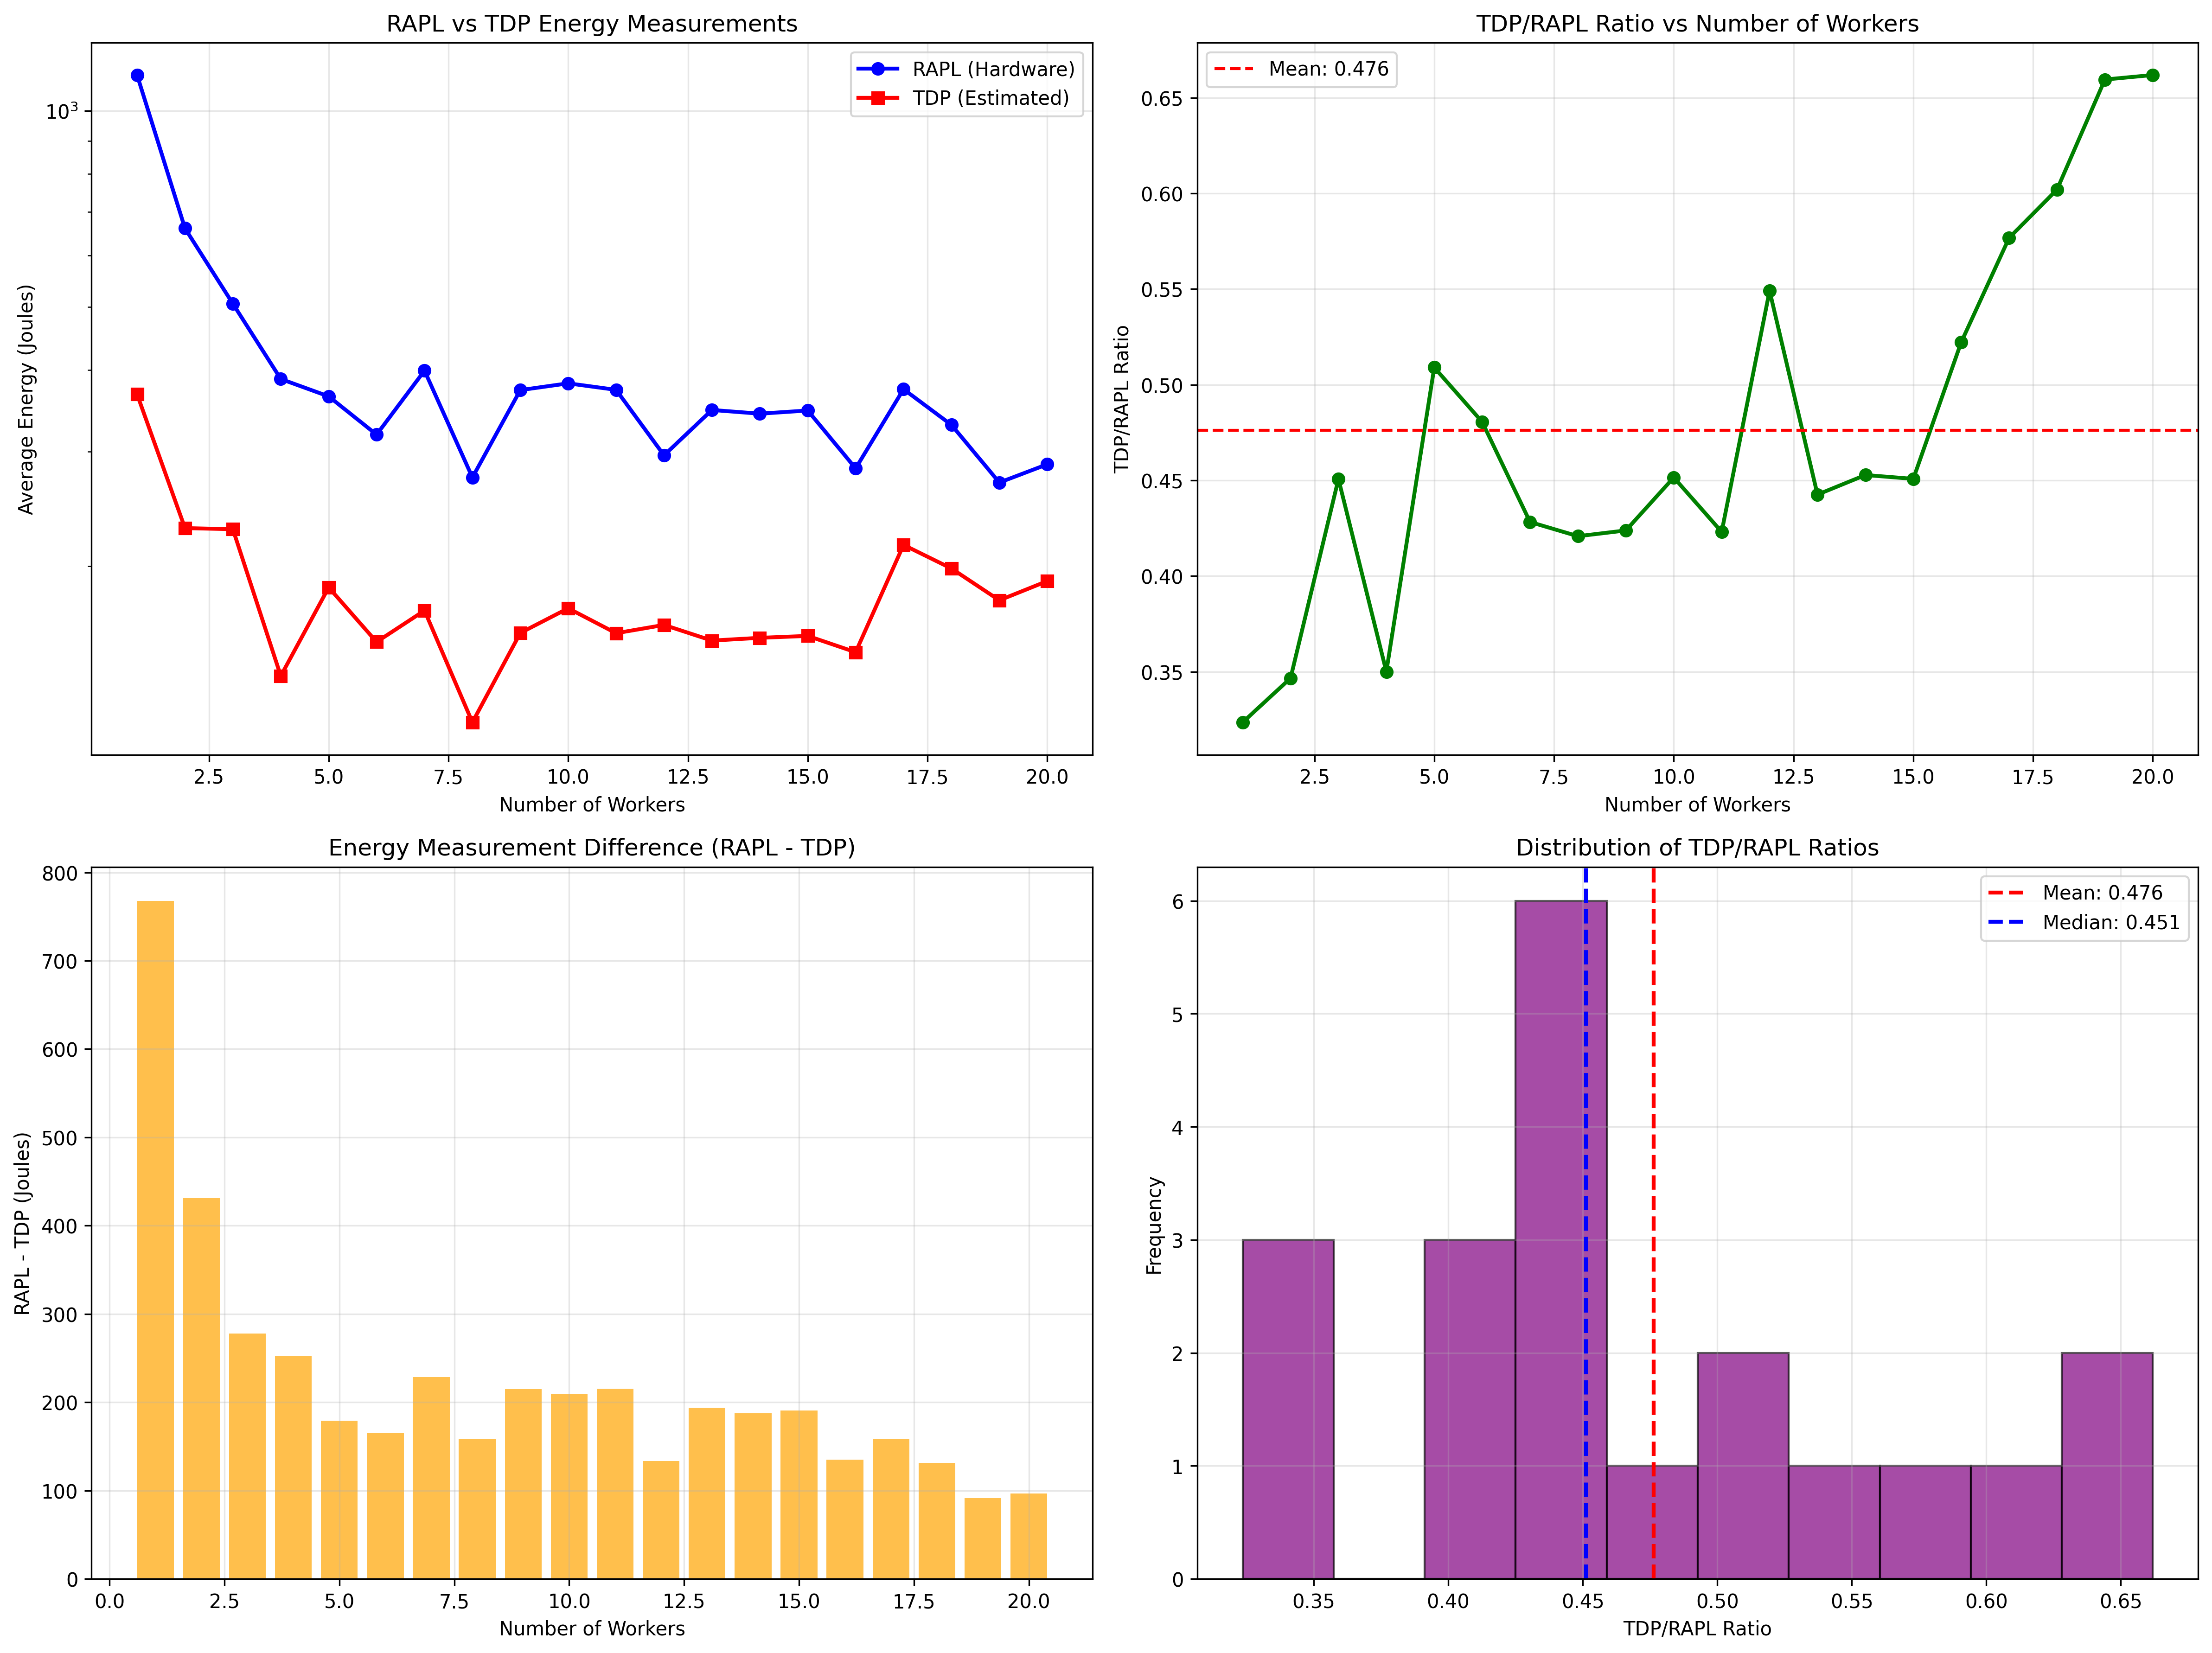 RAPL vs TDP Energy Measurements
RAPL (Hardware)
TDP (Estimated)
10³
Average Energy (Joules)
2.5 5.0 7.5 10.0 12.5 15.0 17.5 20.0
Number of Workers
TDP/RAPL Ratio vs Number of Workers
Mean: 0.476
0.65
0.60
0.55
0.50
0.45
0.40
0.35
TDP/RAPL Ratio
2.5 5.0 7.5 10.0 12.5 15.0 17.5 20.0
Number of Workers
Energy Measurement Difference (RAPL - TDP)
800
700
600
500
400
300
200
100
0
RAPL - TDP (Joules)
0.0 2.5 5.0 7.5 10.0 12.5 15.0 17.5 20.0
Number of Workers
Distribution of TDP/RAPL Ratios
Mean: 0.476
Median: 0.451
6
5
4
3
2
1
0
Frequency
0.35 0.40 0.45 0.50 0.55 0.60 0.65
TDP/RAPL Ratio